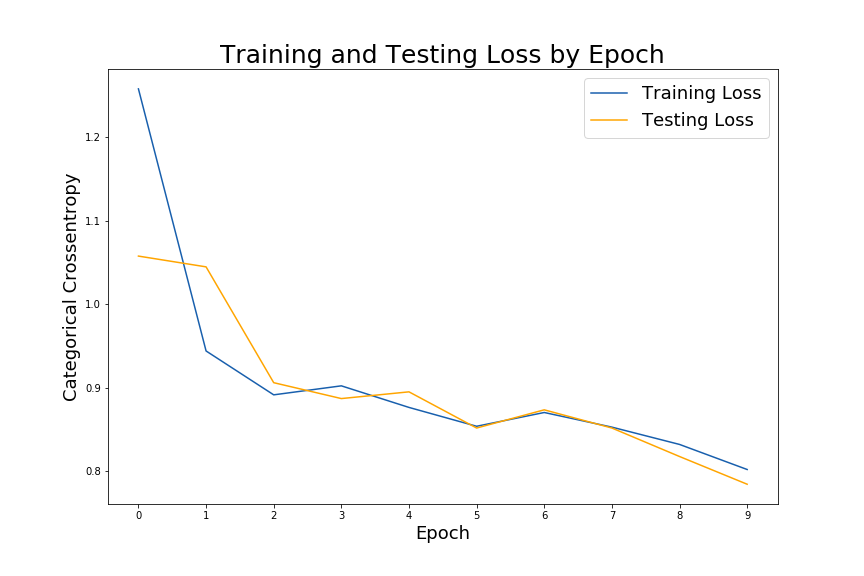 Training and Testing Loss by Epoch
Training Loss
Testing Loss
Categorical Crossentropy
1.2
1.1
1.0
0.9
0.8
0 1 2 3 4 5 6 7 8 9
Epoch